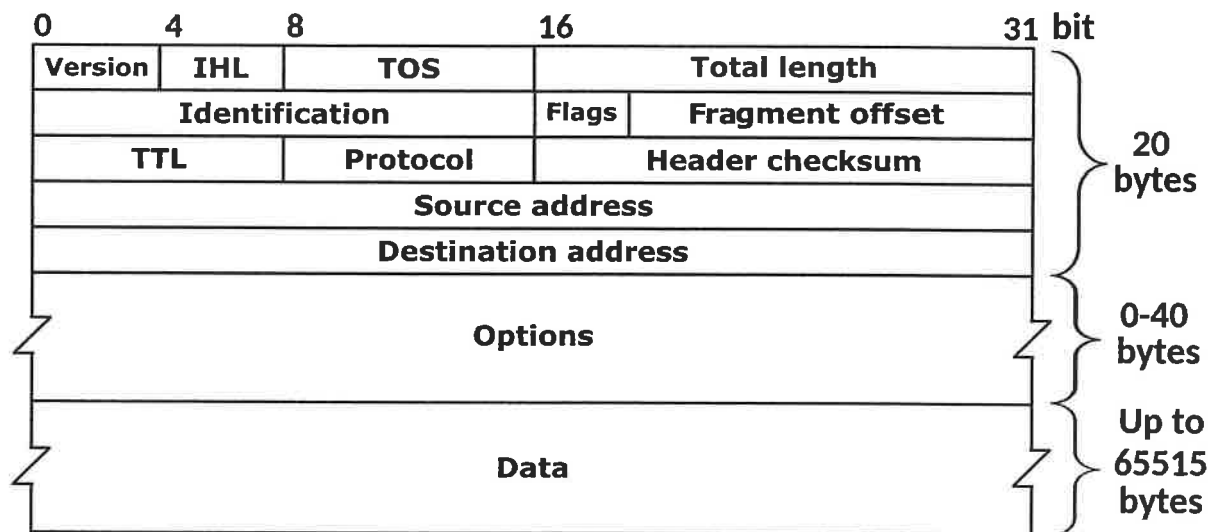 0 4 8 16 31 bit
Version IHL TOS Total length
Identification Flags Fragment offset
TTL Protocol Header checksum
Source address
Destination address
20
bytes
Options
0-40
bytes
Data
Up to
65515
bytes